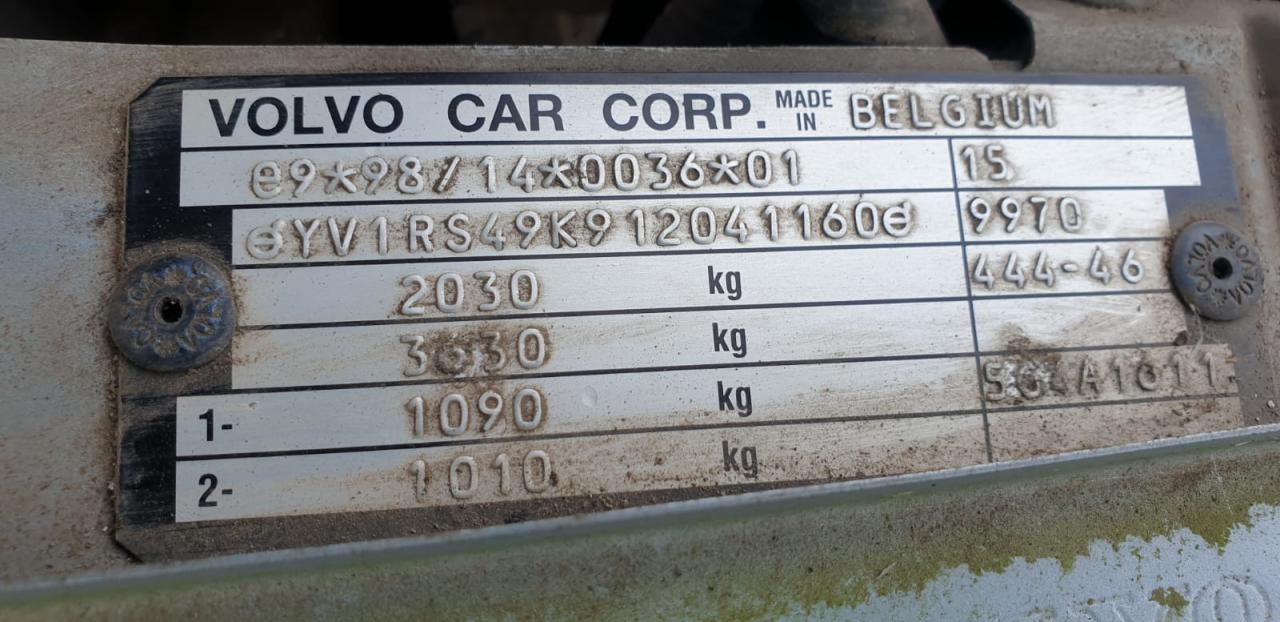 VOLVO CAR CORP. MADE IN BELGIUM
e9*98/14*0036*01 15
YV1RS49K912041160 9970
2030 kg 444-46
3630 kg
1- 1090 kg
2- 1010 kg